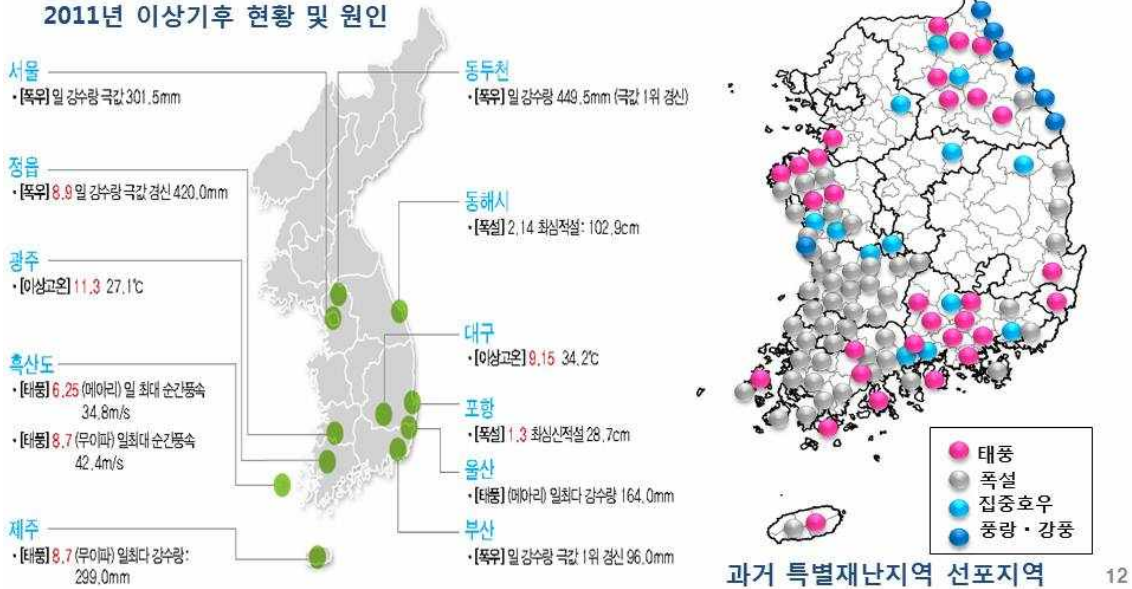 2011년 이상기후 현황 및 원인
서울
• [폭우] 일 강수량 극값 301.5mm
정읍
• [폭우] 8.9 일 강수량 극값 경신 420.0mm
광주
• [이상고온] 11.3 27.1℃
흑산도
• [태풍] 6.25 (메아리) 일 최대 순간풍속
34.8m/s
• [태풍] 8.7 (무이파) 일최대 순간풍속
42.4m/s
제주
• [태풍] 8.7 (무이파) 일최다 강수량:
299.0mm
동두천
• [폭우] 일 강수량 449.5mm (극값 1위 경신)
동해시
• [폭설] 2.14 최심적설: 102.9cm
대구
• [이상고온] 9.15 34.2℃
포항
• [폭설] 1.3 최심신적설 28.7cm
울산
• [태풍] (메아리) 일최다 강수량 164.0mm
부산
• [폭우] 일 강수량 극값 1위 경신 96.0mm
태풍
폭설
집중호우
풍랑・강풍
과거 특별재난지역 선포지역
12